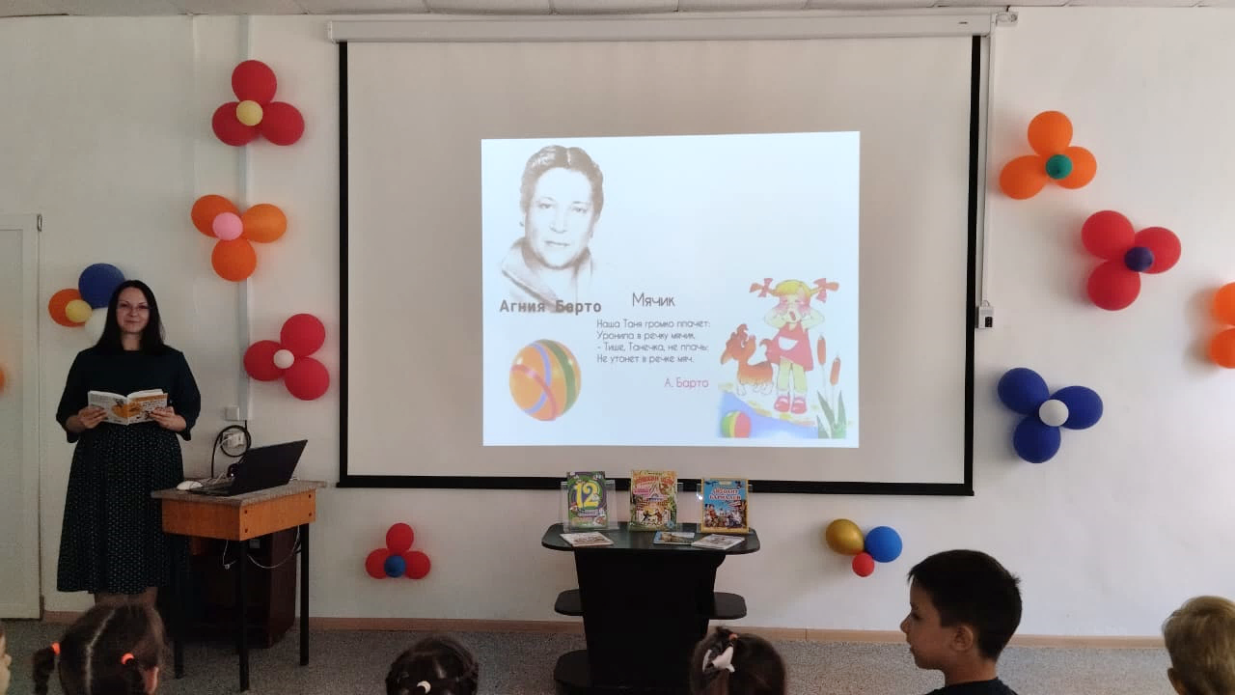 Агния Барто
Мячик
Наша Таня громко плачет:
Уронила в речку мячик.
- Тише, Танечка, не плачь:
Не утонет в речке мяч.
А. Барто
12